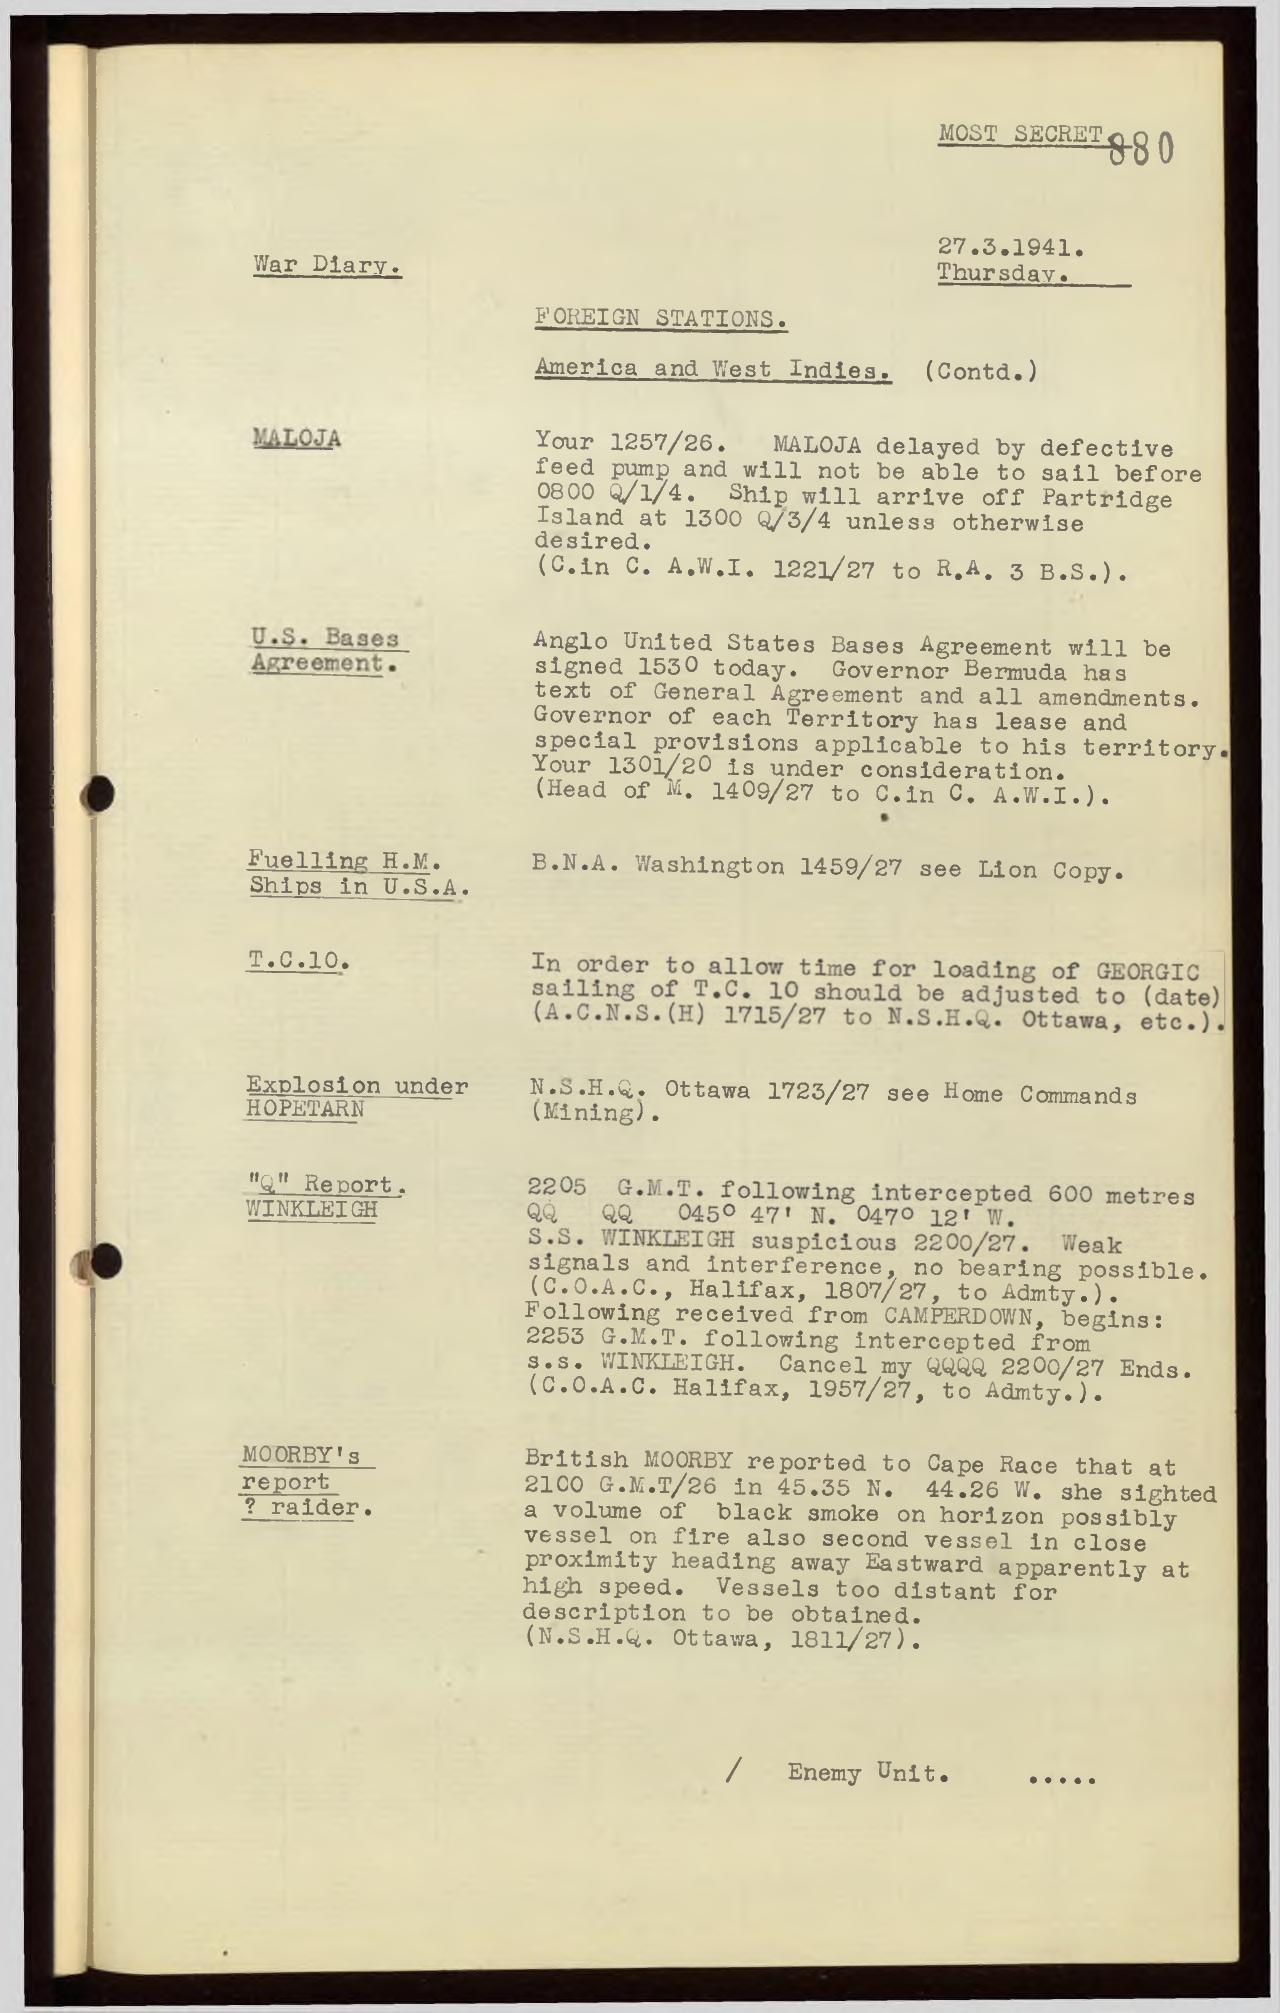 MOST SECRET 880
27.3.1941.
War Diary.
Thursday.
FOREIGN STATIONS.
America and West Indies. (Contd.)
MALOJA
Your 1257/26. MALOJA delayed by defective
feed pump and will not be able to sail before
0800 Q/1/4. Ship will arrive off Partridge
Island at 1300 Q/3/4 unless otherwise
desired.
(C.in C. A.W.I. 1221/27 to R.A. 3 B.S.).
U.S. Bases
Agreement.
Anglo United States Bases Agreement will be
signed 1530 today. Governor Bermuda has
text of General Agreement and all amendments.
Governor of each Territory has lease and
special provisions applicable to his territory.
Your 1301/20 is under consideration.
(Head of M. 1409/27 to C.in C. A.W.I.).
Fuelling H.M.
Ships in U.S.A.
B.N.A. Washington 1459/27 see Lion Copy.
T.C.10.
In order to allow time for loading of GEORGIC
sailing of T.C. 10 should be adjusted to (date)
(A.C.N.S.(H) 1715/27 to N.S.H.Q. Ottawa, etc.).
Explosion under
HOPETARN
N.S.H.Q. Ottawa 1723/27 see Home Commands
(Mining).
"Q" Report.
WINKLEIGH
2205 G.M.T. following intercepted 600 metres
QQ QQ 045° 47' N. 047° 12' W.
S.S. WINKLEIGH suspicious 2200/27. Weak
signals and interference, no bearing possible.
(C.O.A.C., Halifax, 1807/27, to Admty.).
Following received from CAMPERDOWN, begins:
2253 G.M.T. following intercepted from
s.s. WINKLEIGH. Cancel my QQQQ 2200/27 Ends.
(C.O.A.C. Halifax, 1957/27, to Admty.).
MOORBY's
report
? raider.
British MOORBY reported to Cape Race that at
2100 G.M.T/26 in 45.35 N. 44.26 W. she sighted
a volume of black smoke on horizon possibly
vessel on fire also second vessel in close
proximity heading away Eastward apparently at
high speed. Vessels too distant for
description to be obtained.
(N.S.H.Q. Ottawa, 1811/27).
/ Enemy Unit. .....